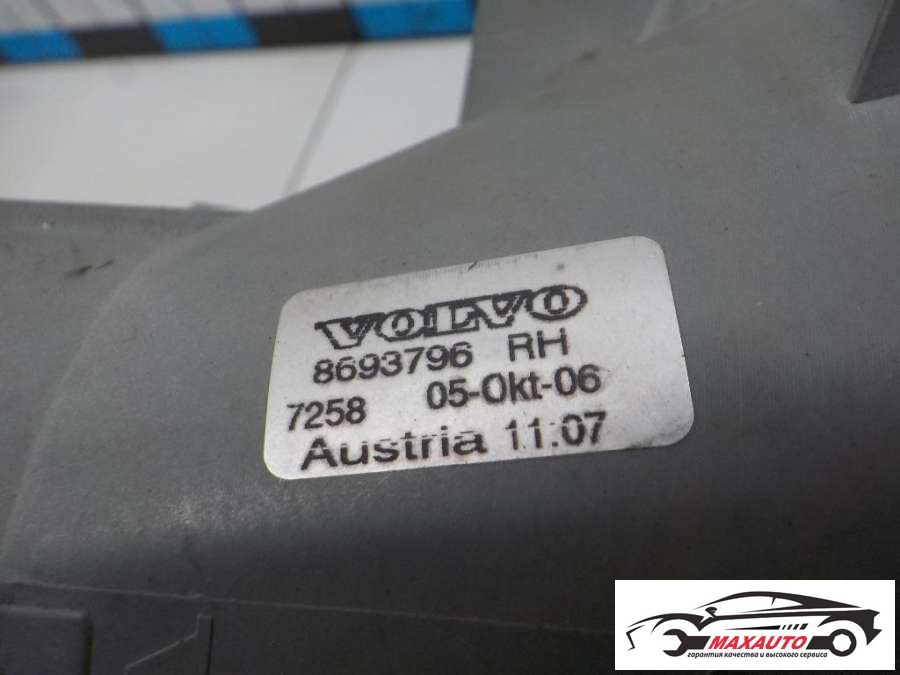 VOLVO
8693796 RH
7258 05-Okt-06
Austria 11:07
MAXAUTO
гарантия качества и высокого сервиса